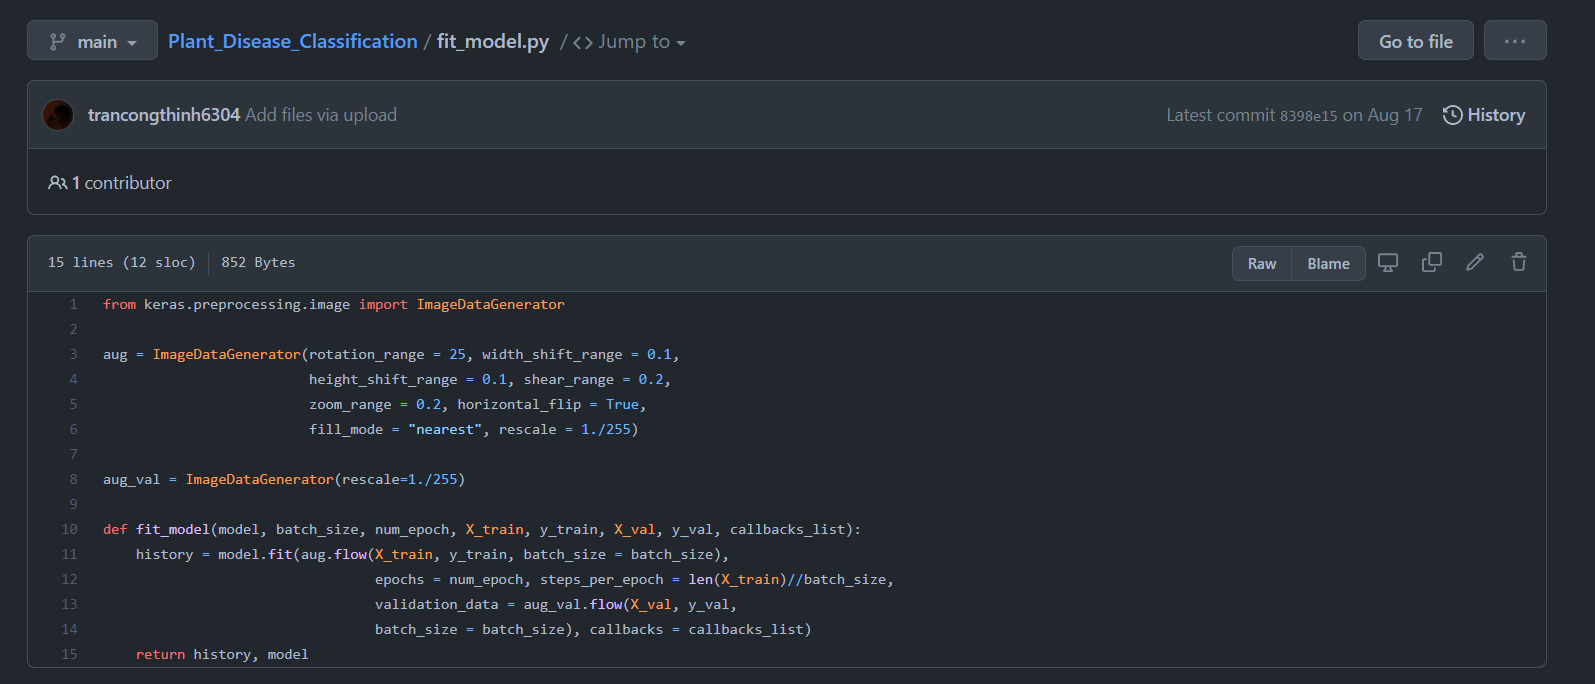 main Plant_Disease_Classification / fit_model.py / <> Jump to Go to file ...
trancongthinh6304 Add files via upload Latest commit 8398e15 on Aug 17 History
1 contributor
15 lines (12 sloc) 852 Bytes Raw Blame
1 from keras.preprocessing.image import ImageDataGenerator
2
3 aug = ImageDataGenerator(rotation_range = 25, width_shift_range = 0.1,
4 height_shift_range = 0.1, shear_range = 0.2,
5 zoom_range = 0.2, horizontal_flip = True,
6 fill_mode = "nearest", rescale = 1./255)
7
8 aug_val = ImageDataGenerator(rescale=1./255)
9
10 def fit_model(model, batch_size, num_epoch, X_train, y_train, X_val, y_val, callbacks_list):
11 history = model.fit(aug.flow(X_train, y_train, batch_size = batch_size),
12 epochs = num_epoch, steps_per_epoch = len(X_train)//batch_size,
13 validation_data = aug_val.flow(X_val, y_val,
14 batch_size = batch_size), callbacks = callbacks_list)
15 return history, model